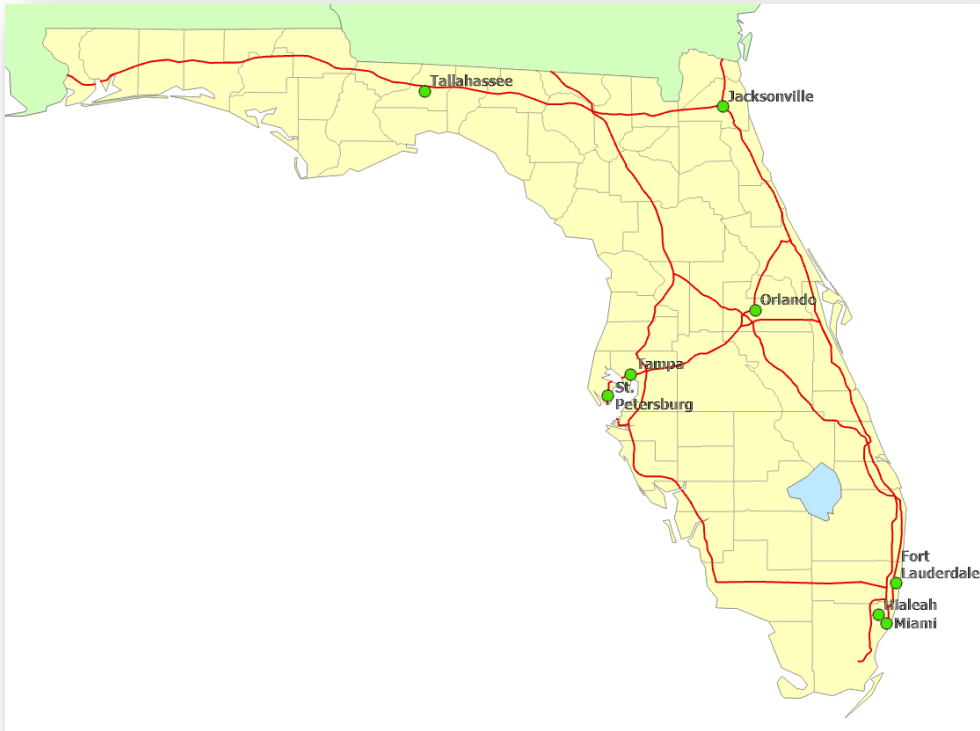 Tallahassee
Jacksonville
Orlando
Tampa
St.
Petersburg
Fort
Lauderdale
Hialeah
Miami